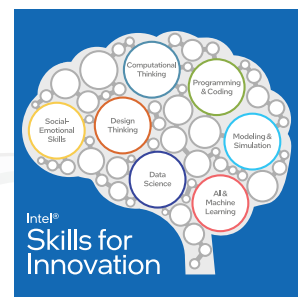 Computational
Thinking
Programming
& Coding
Social-
Emotional
Skills
Design
Thinking
Modeling &
Simulation
Data
Science
AI &
Machine
Learning
Intel®
Skills for
Innovation